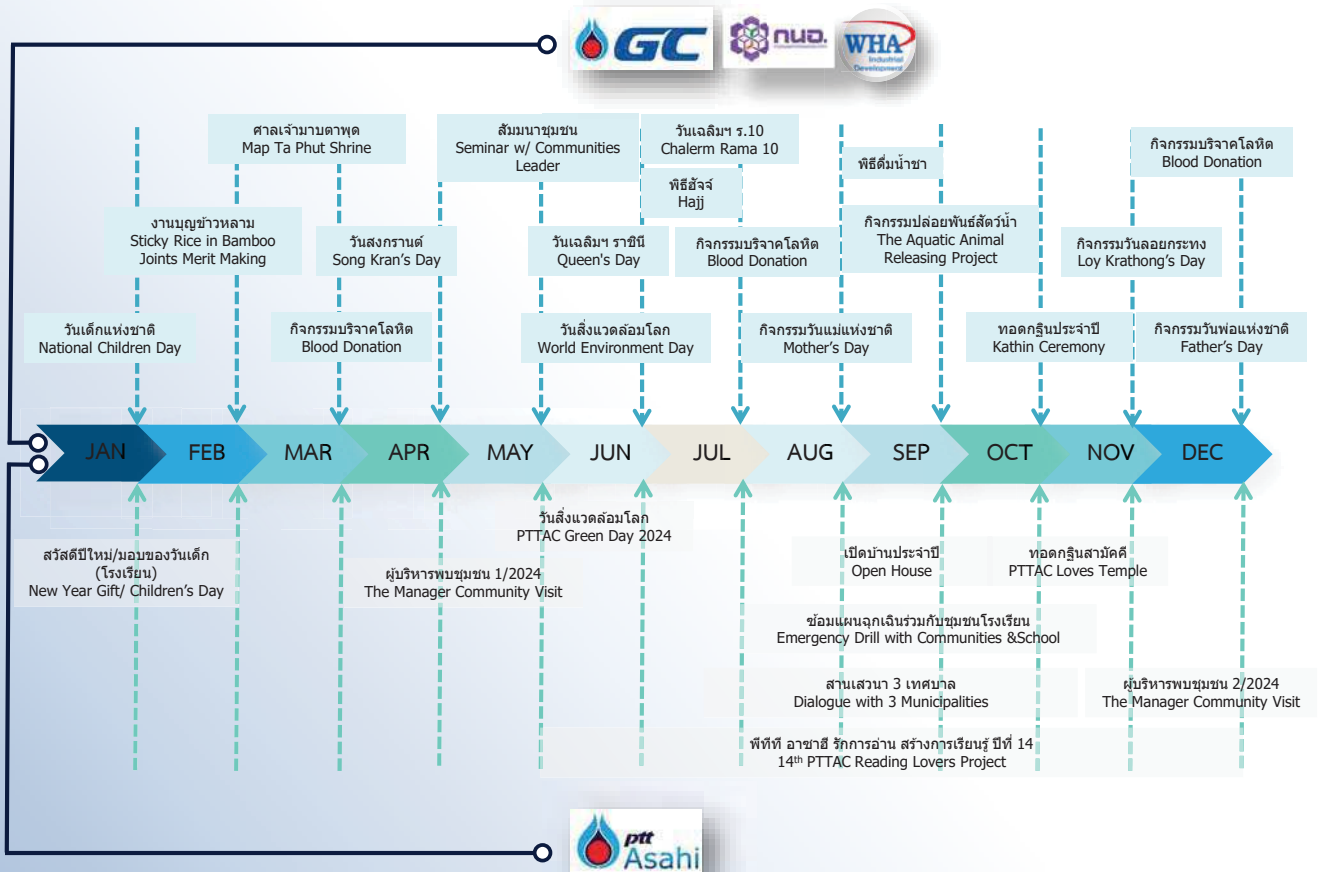 GC
กนอ.
WHA
Industrial
Development
ศาลเจ้ามาบตาพุด
Map Ta Phut Shrine
สัมมนาชุมชน
Seminar w/ Communities
Leader
วันเฉลิมฯ ร.10
Chalerm Rama 10
กิจกรรมบริจาคโลหิต
Blood Donation
พิธีดื่มน้ำชา
พิธีฮัจจ์
Hajj
งานบุญข้าวหลาม
Sticky Rice in Bamboo
Joints Merit Making
วันสงกรานต์
Song Kran's Day
วันเฉลิมฯ ราชินี
Queen's Day
กิจกรรมบริจาคโลหิต
Blood Donation
กิจกรรมปล่อยพันธ์สัตว์น้ำ
The Aquatic Animal
Releasing Project
กิจกรรมวันลอยกระทง
Loy Krathong's Day
วันเด็กแห่งชาติ
National Children Day
กิจกรรมบริจาคโลหิต
Blood Donation
วันสิ่งแวดล้อมโลก
World Environment Day
กิจกรรมวันแม่แห่งชาติ
Mother's Day
ทอดกฐินประจำปี
Kathin Ceremony
กิจกรรมวันพ่อแห่งชาติ
Father's Day
JAN FEB MAR APR MAY JUN JUL AUG SEP OCT NOV DEC
วันสิ่งแวดล้อมโลก
PTTAC Green Day 2024
สวัสดีปีใหม่/มอบของวันเด็ก
(โรงเรียน)
New Year Gift/ Children's Day
ผู้บริหารพบชุมชน 1/2024
The Manager Community Visit
เปิดบ้านประจำปี
Open House
ทอดกฐินสามัคคี
PTTAC Loves Temple
ซ้อมแผนฉุกเฉินร่วมกับชุมชนโรงเรียน
Emergency Drill with Communities &School
สานเสวนา 3 เทศบาล
Dialogue with 3 Municipalities
ผู้บริหารพบชุมชน 2/2024
The Manager Community Visit
พีทีที อาซาฮี รักการอ่าน สร้างการเรียนรู้ ปีที่ 14
14th PTTAC Reading Lovers Project
ptt
Asahi